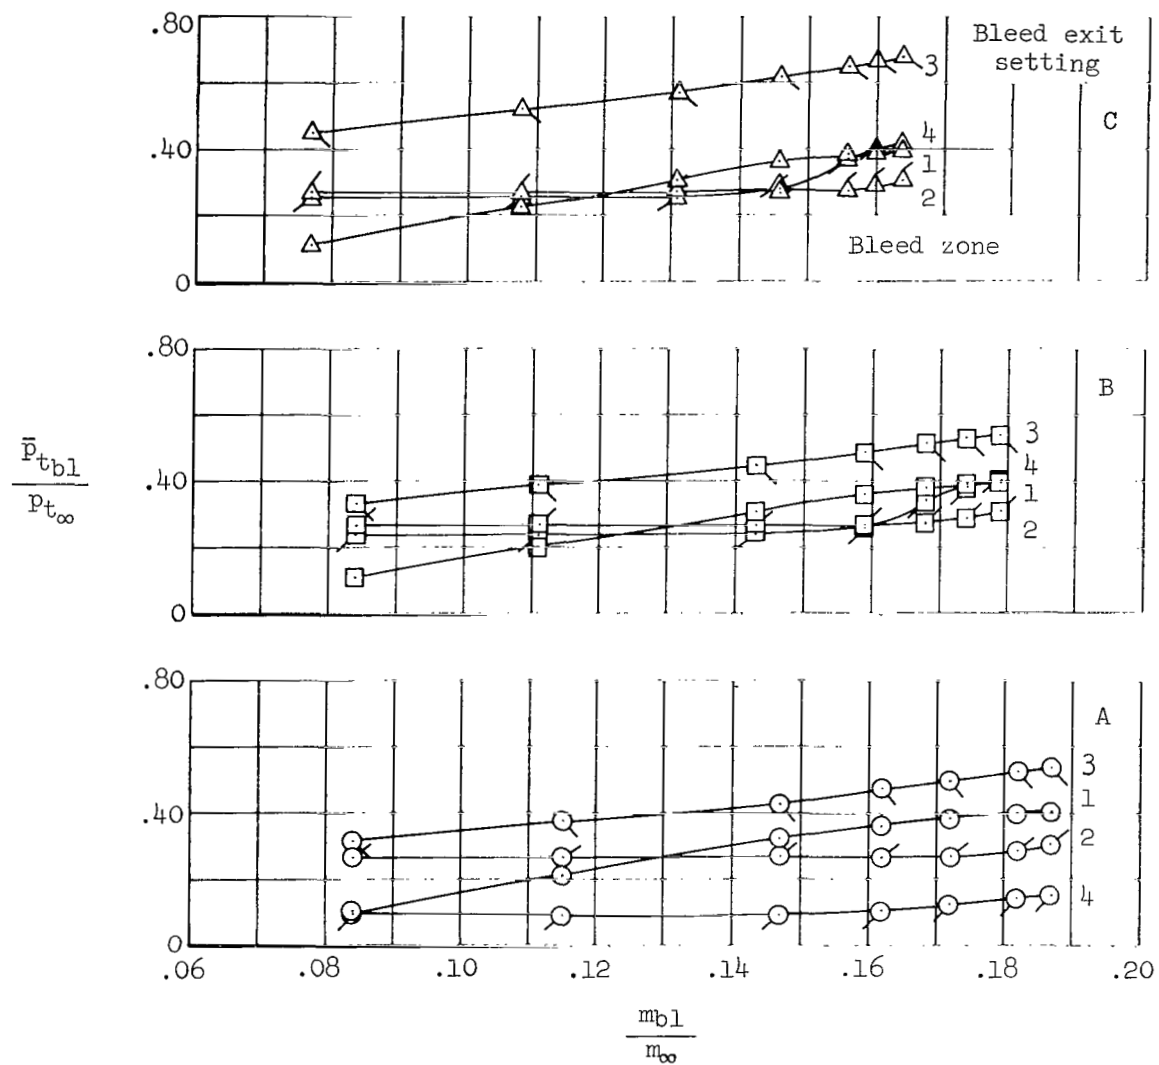 .80
Bleed exit
setting
3
C
4
.40
1
2
Bleed zone
0
.80
B
3
4
.40
1
2
0
p̄tbl
pt∞
.80
A
3
1
.40
2
4
0
.06 .08 .10 .12 .14 .16 .18 .20
mbl
m∞